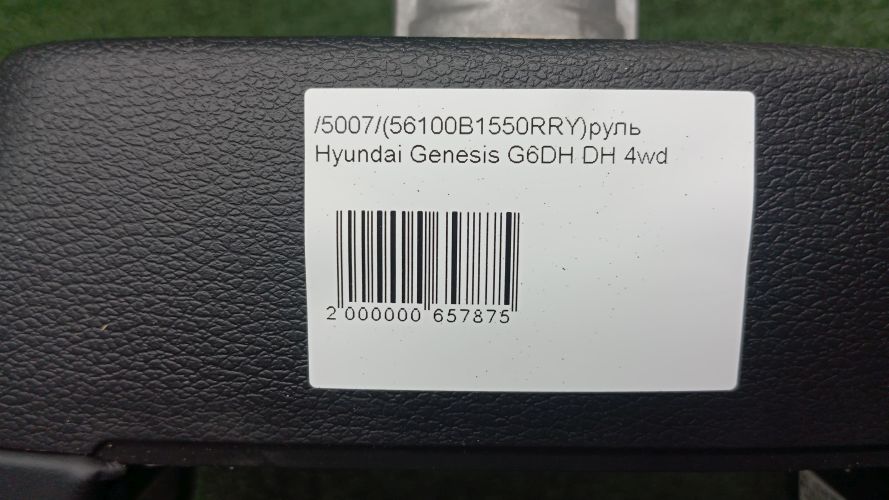 /5007/(56100B1550RRY)руль
Hyundai Genesis G6DH DH 4wd
2 000000 657875